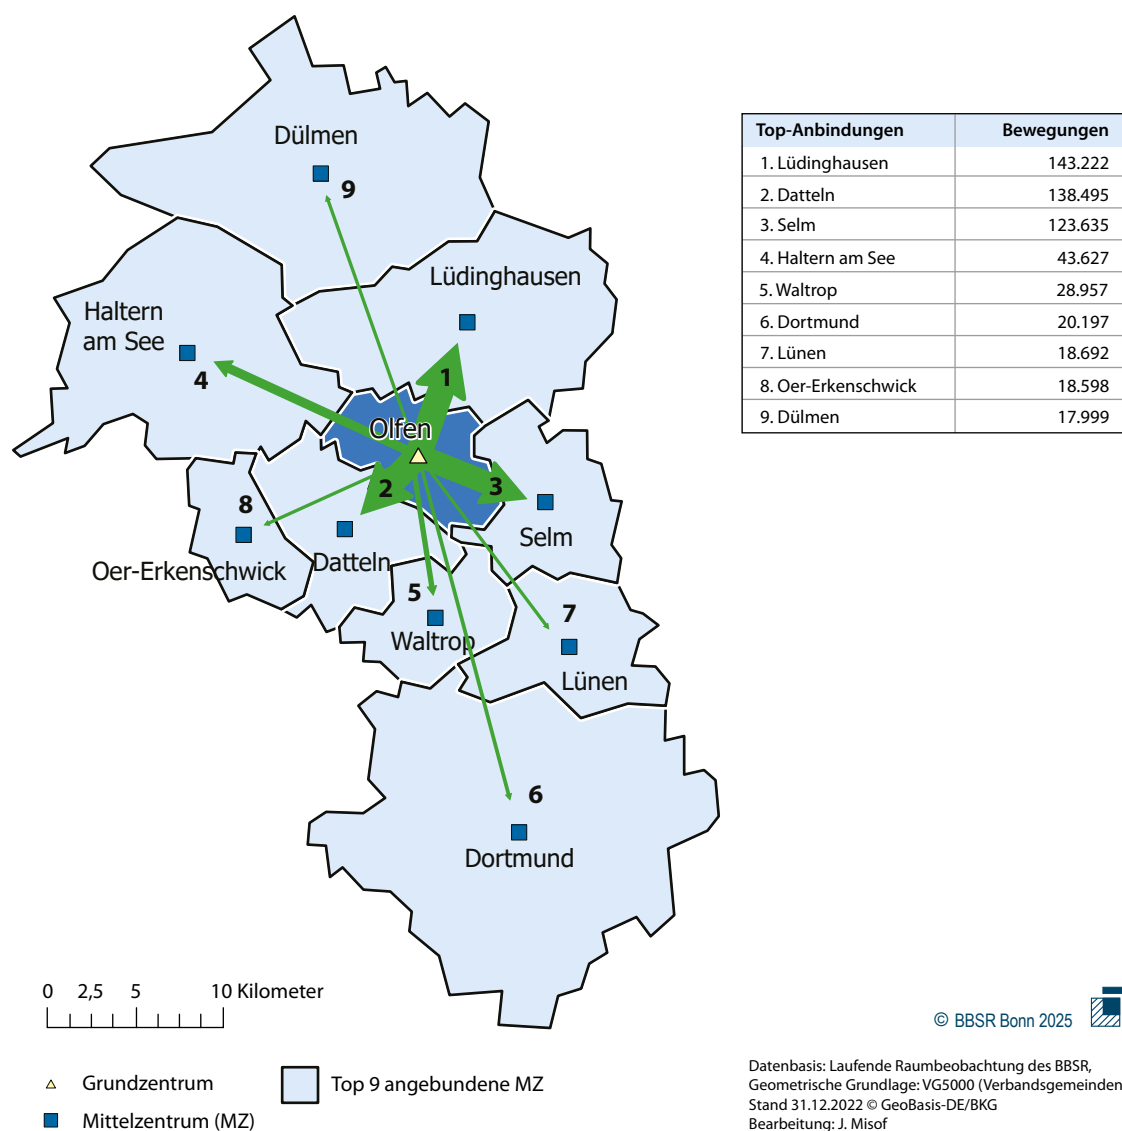 Dülmen
9
Lüdinghausen
Haltern
am See
4
1
Olfen
2
3
8
Selm
Datteln
Oer-Erkenschwick
5
7
Waltrop
Lünen
6
Dortmund
Top-Anbindungen Bewegungen
1. Lüdinghausen 143.222
2. Datteln 138.495
3. Selm 123.635
4. Haltern am See 43.627
5. Waltrop 28.957
6. Dortmund 20.197
7. Lünen 18.692
8. Oer-Erkenschwick 18.598
9. Dülmen 17.999
0 2,5 5 10 Kilometer
Grundzentrum
Mittelzentrum (MZ)
Top 9 angebundene MZ
© BBSR Bonn 2025
Datenbasis: Laufende Raumbeobachtung des BBSR,
Geometrische Grundlage: VG5000 (Verbandsgemeinden
Stand 31.12.2022 © GeoBasis-DE/BKG
Bearbeitung: J. Misof